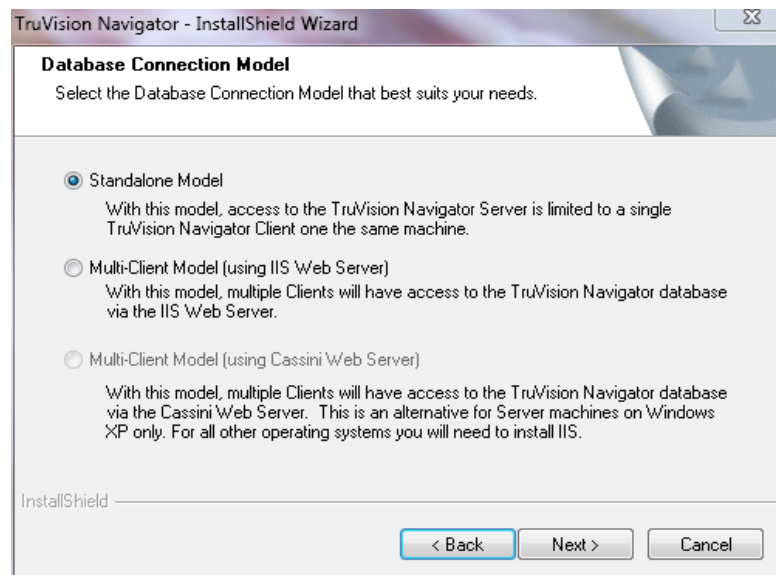 TruVision Navigator - InstallShield Wizard
Database Connection Model
Select the Database Connection Model that best suits your needs.
Standalone Model
With this model, access to the TruVision Navigator Server is limited to a single
TruVision Navigator Client one the same machine.
Multi-Client Model (using IIS Web Server)
With this model, multiple Clients will have access to the TruVision Navigator database
via the IIS Web Server.
Multi-Client Model (using Cassini Web Server)
With this model, multiple Clients will have access to the TruVision Navigator database
via the Cassini Web Server.  This is an alternative for Server machines on Windows
XP only. For all other operating systems you will need to install IIS.
InstallShield
< Back
Next >
Cancel